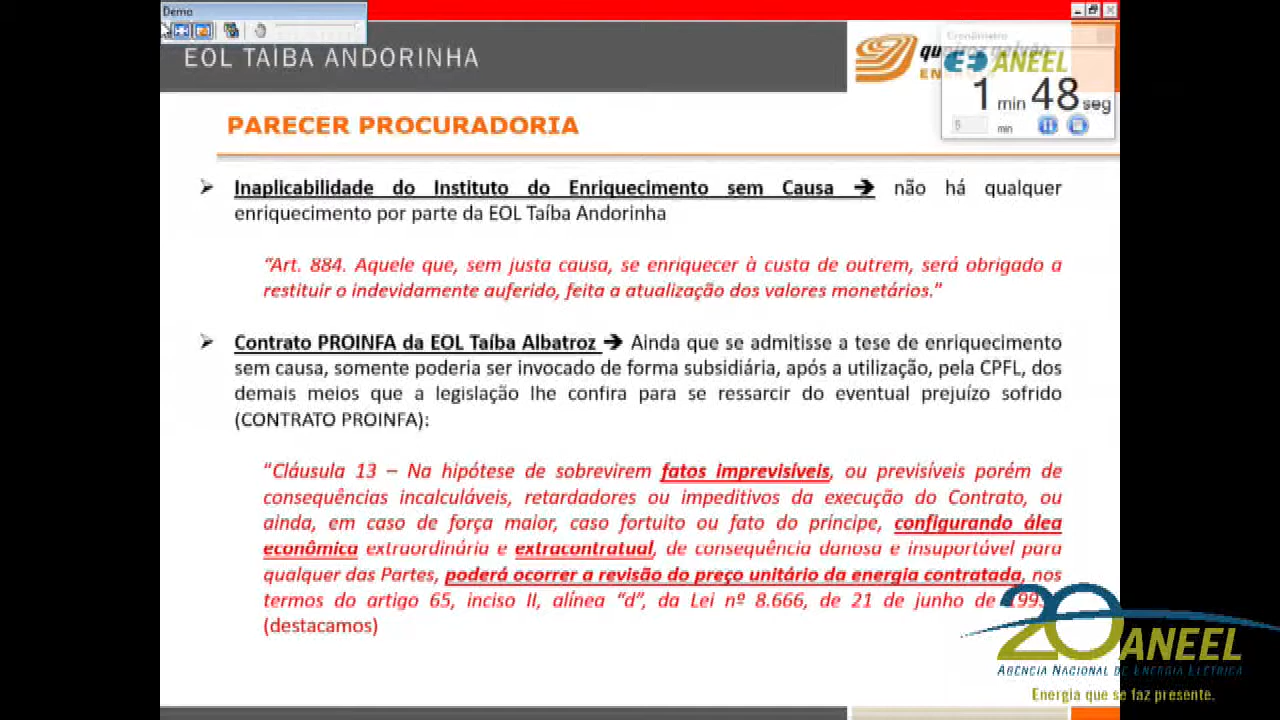 Demo
EOL TAÍBA ANDORINHA
queiroz galvão
Cronômetro
ANEEL
1 min 48 seg
5 min
PARECER PROCURADORIA
➢ Inaplicabilidade do Instituto do Enriquecimento sem Causa ➔ não há qualquer
enriquecimento por parte da EOL Taíba Andorinha
“Art. 884. Aquele que, sem justa causa, se enriquecer à custa de outrem, será obrigado a
restituir o indevidamente auferido, feita a atualização dos valores monetários.”
➢ Contrato PROINFA da EOL Taíba Albatroz ➔ Ainda que se admitisse a tese de enriquecimento
sem causa, somente poderia ser invocado de forma subsidiária, após a utilização, pela CPFL, dos
demais meios que a legislação lhe confira para se ressarcir do eventual prejuízo sofrido
(CONTRATO PROINFA):
“Cláusula 13 – Na hipótese de sobrevirem fatos imprevisíveis, ou previsíveis porém de
consequências incalculáveis, retardadores ou impeditivos da execução do Contrato, ou
ainda, em caso de força maior, caso fortuito ou fato do príncipe, configurando álea
econômica extraordinária e extracontratual, de consequência danosa e insuportável para
qualquer das Partes, poderá ocorrer a revisão do preço unitário da energia contratada, nos
termos do artigo 65, inciso II, alínea “d”, da Lei nº 8.666, de 21 de junho de
(destacamos)
20 ANEEL
AGÊNCIA NACIONAL DE ENERGIA ELÉTRICA
Energia que se faz presente.